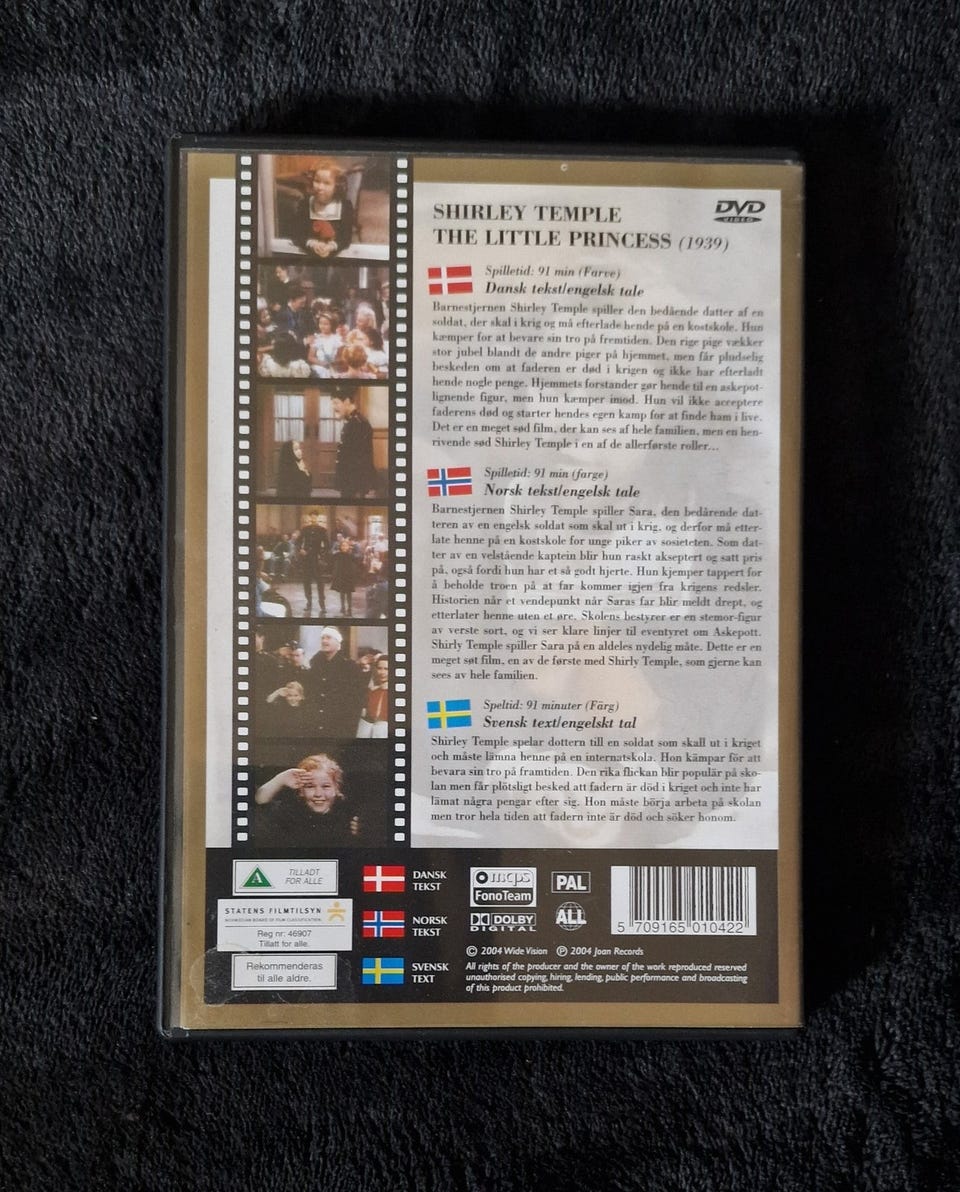 SHIRLEY TEMPLE
THE LITTLE PRINCESS (1939)
DVD
VIDEO
Spilletid: 91 min (Farve)
Dansk tekst/engelsk tale
Barnestjernen Shirley Temple spiller den bedående datter af en
soldat, der skal i krig og må efterlade hende på en kostskole. Hun
kæmper for at bevare sin tro på fremtiden. Den rige pige vækker
stor jubel blandt de andre piger på hjemmet, men får pludselig
beskeden om at faderen er død i krigen og ikke har efterladt
hende nogle penge. Hjemmets forstander gør hende til en askepot-
lignende figur, men hun kæmper imod. Hun vil ikke acceptere
faderens død og starter hendes egen kamp for at finde ham i live.
Det er en meget sød film, der kan ses af hele familien, men en hen-
rivende sød Shirley Temple i en af de allerførste roller...
Spilletid: 91 min (farge)
Norsk tekst/engelsk tale
Barnestjernen Shirley Temple spiller Sara, den bedårende dat-
teren av en engelsk soldat som skal ut i krig, og derfor må etter-
late henne på en kostskole for unge piker av sosieteten. Som dat-
ter av en velstående kaptein blir hun raskt akseptert og satt pris
på, også fordi hun har et så godt hjerte. Hun kjemper tappert for
å beholde troen på at far kommer igjen fra krigens redsler.
Historien når et vendepunkt når Saras far blir meldt drept, og
etterlater henne uten et øre. Skolens bestyrer er en stemor-figur
av verste sort, og vi ser klare linjer til eventyret om Askepott.
Shirly Temple spiller Sara på en aldeles nydelig måte. Dette er en
meget søt film, en av de første med Shirly Temple, som gjerne kan
sees av hele familien.
Speltid: 91 minuter (Färg)
Svensk text/engelskt tal
Shirley Temple spelar dottern till en soldat som skall ut i kriget
och måste lämna henne på en internatskola. Hon kämpar för att
bevara sin tro på framtiden. Den rika flickan blir populär på sko-
lan men får plötsligt besked att fadern är död i kriget och inte har
lämat några pengar efter sig. Hon måste börja arbeta på skolan
men tror hela tiden att fadern inte är död och söker honom.
A TILLADT
FOR ALLE
STATENS FILMTILSYN
NORWEGIAN BOARD OF FILM CLASSIFICATION
Reg nr: 46907
Tillatt for alle.
Rekommenderas
til alle aldre.
DANSK
TEKST
NORSK
TEKST
SVENSK
TEXT
mcps
FonoTeam
DOLBY
DIGITAL
PAL
ALL
5 709165 010422
© 2004 Wide Vision ℗ 2004 Joan Records
All rights of the producer and the owner of the work reproduced reserved
unauthorised copying, hiring, lending, public performance and broadcasting
of this product prohibited.